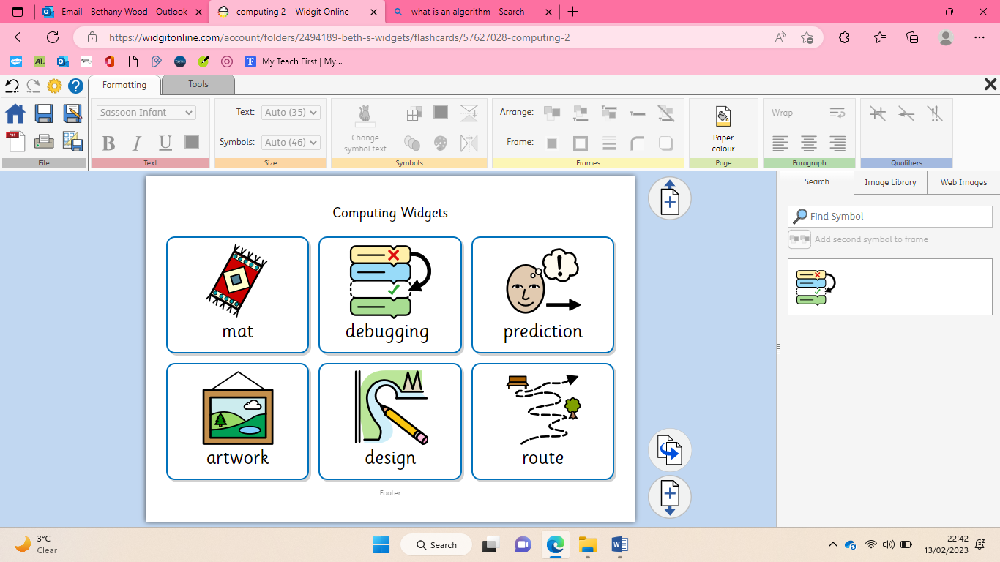 Email - Bethany Wood - Outlook
computing 2 – Widgit Online
what is an algorithm - Search
https://widgitonline.com/account/folders/2494189-beth-s-widgets/flashcards/57627028-computing-2
AL
My Teach First | My...
Formatting
Tools
Sassoon Infant
Text: Auto (35)
Symbols: Auto (46)
Change
symbol text
Arrange:
Frame:
Paper
colour
Wrap
PDF
B I U
File
Text
Size
Symbols
Frames
Page
Paragraph
Qualifiers
Computing Widgets
mat
debugging
prediction
artwork
design
route
Footer
Search
Image Library
Web Images
Find Symbol
Add second symbol to frame
3°C
Clear
Search
22:42
13/02/2023